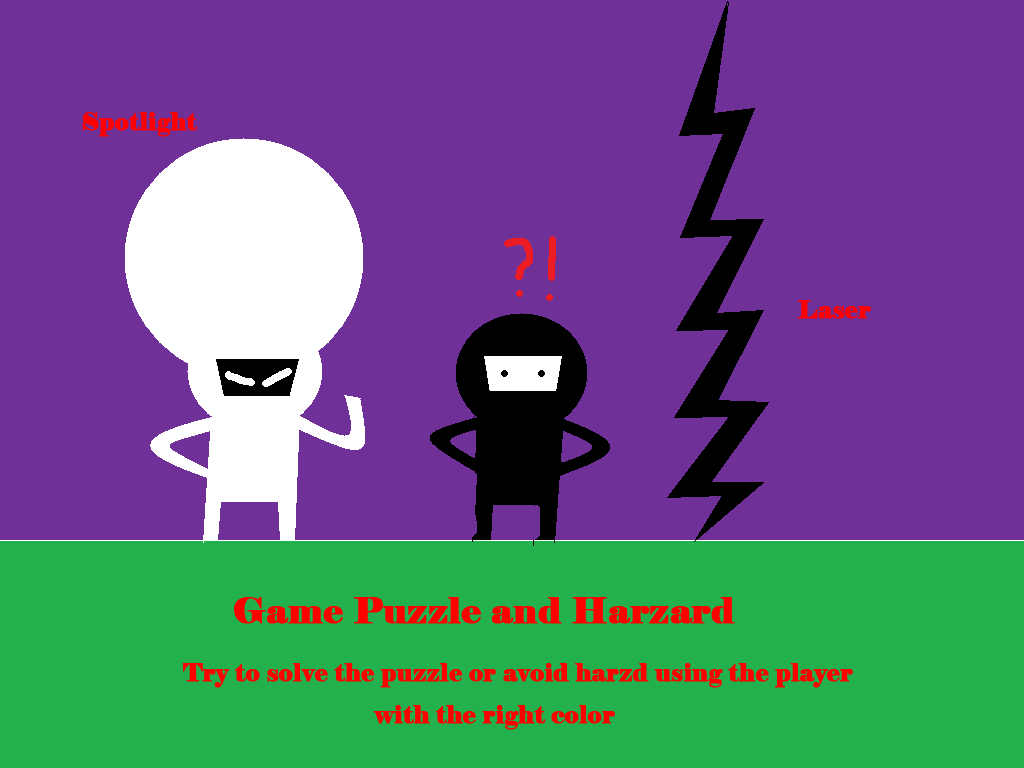 Spotlight
?!
Laser
Game Puzzle and Harzard
Try to solve the puzzle or avoid harzd using the player
with the right color